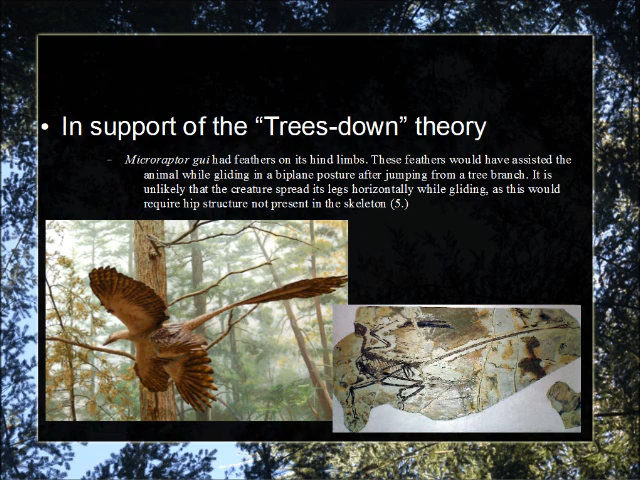 • In support of the “Trees-down” theory
– Microraptor gui had feathers on its hind limbs. These feathers would have assisted the
animal while gliding in a biplane posture after jumping from a tree branch. It is
unlikely that the creature spread its legs horizontally while gliding, as this would
require hip structure not present in the skeleton (5.)